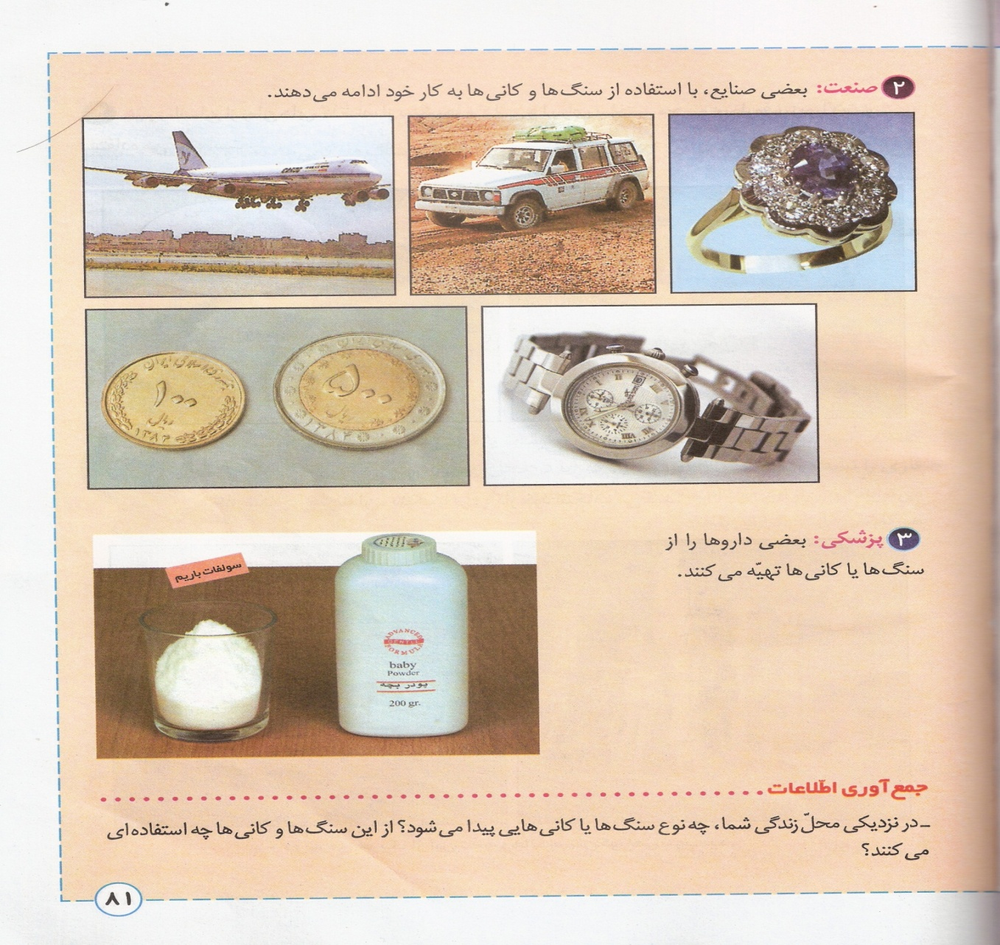 ۲ صنعت: بعضی صنایع، با استفاده از سنگ‌ها و کانی‌ها به کار خود ادامه می‌دهند.
CARGO
۵۰۰
ریال
۱۳۸۲
۱۰۰
ریال
۳ پزشکی: بعضی داروها را از
سنگ‌ها یا کانی‌ها تهیّه می‌کنند.
سولفات باریم
ADVANCED
GENTLE
FORMULA
baby
Powder
پودر بچه
200 gr.
جمع‌آوری اطّلاعات
ـ در نزدیکی محلّ زندگی شما، چه نوع سنگ‌ها یا کانی‌هایی پیدا می‌شود؟ از این سنگ‌ها و کانی‌ها چه استفاده‌ای
می‌کنند؟
۸۱